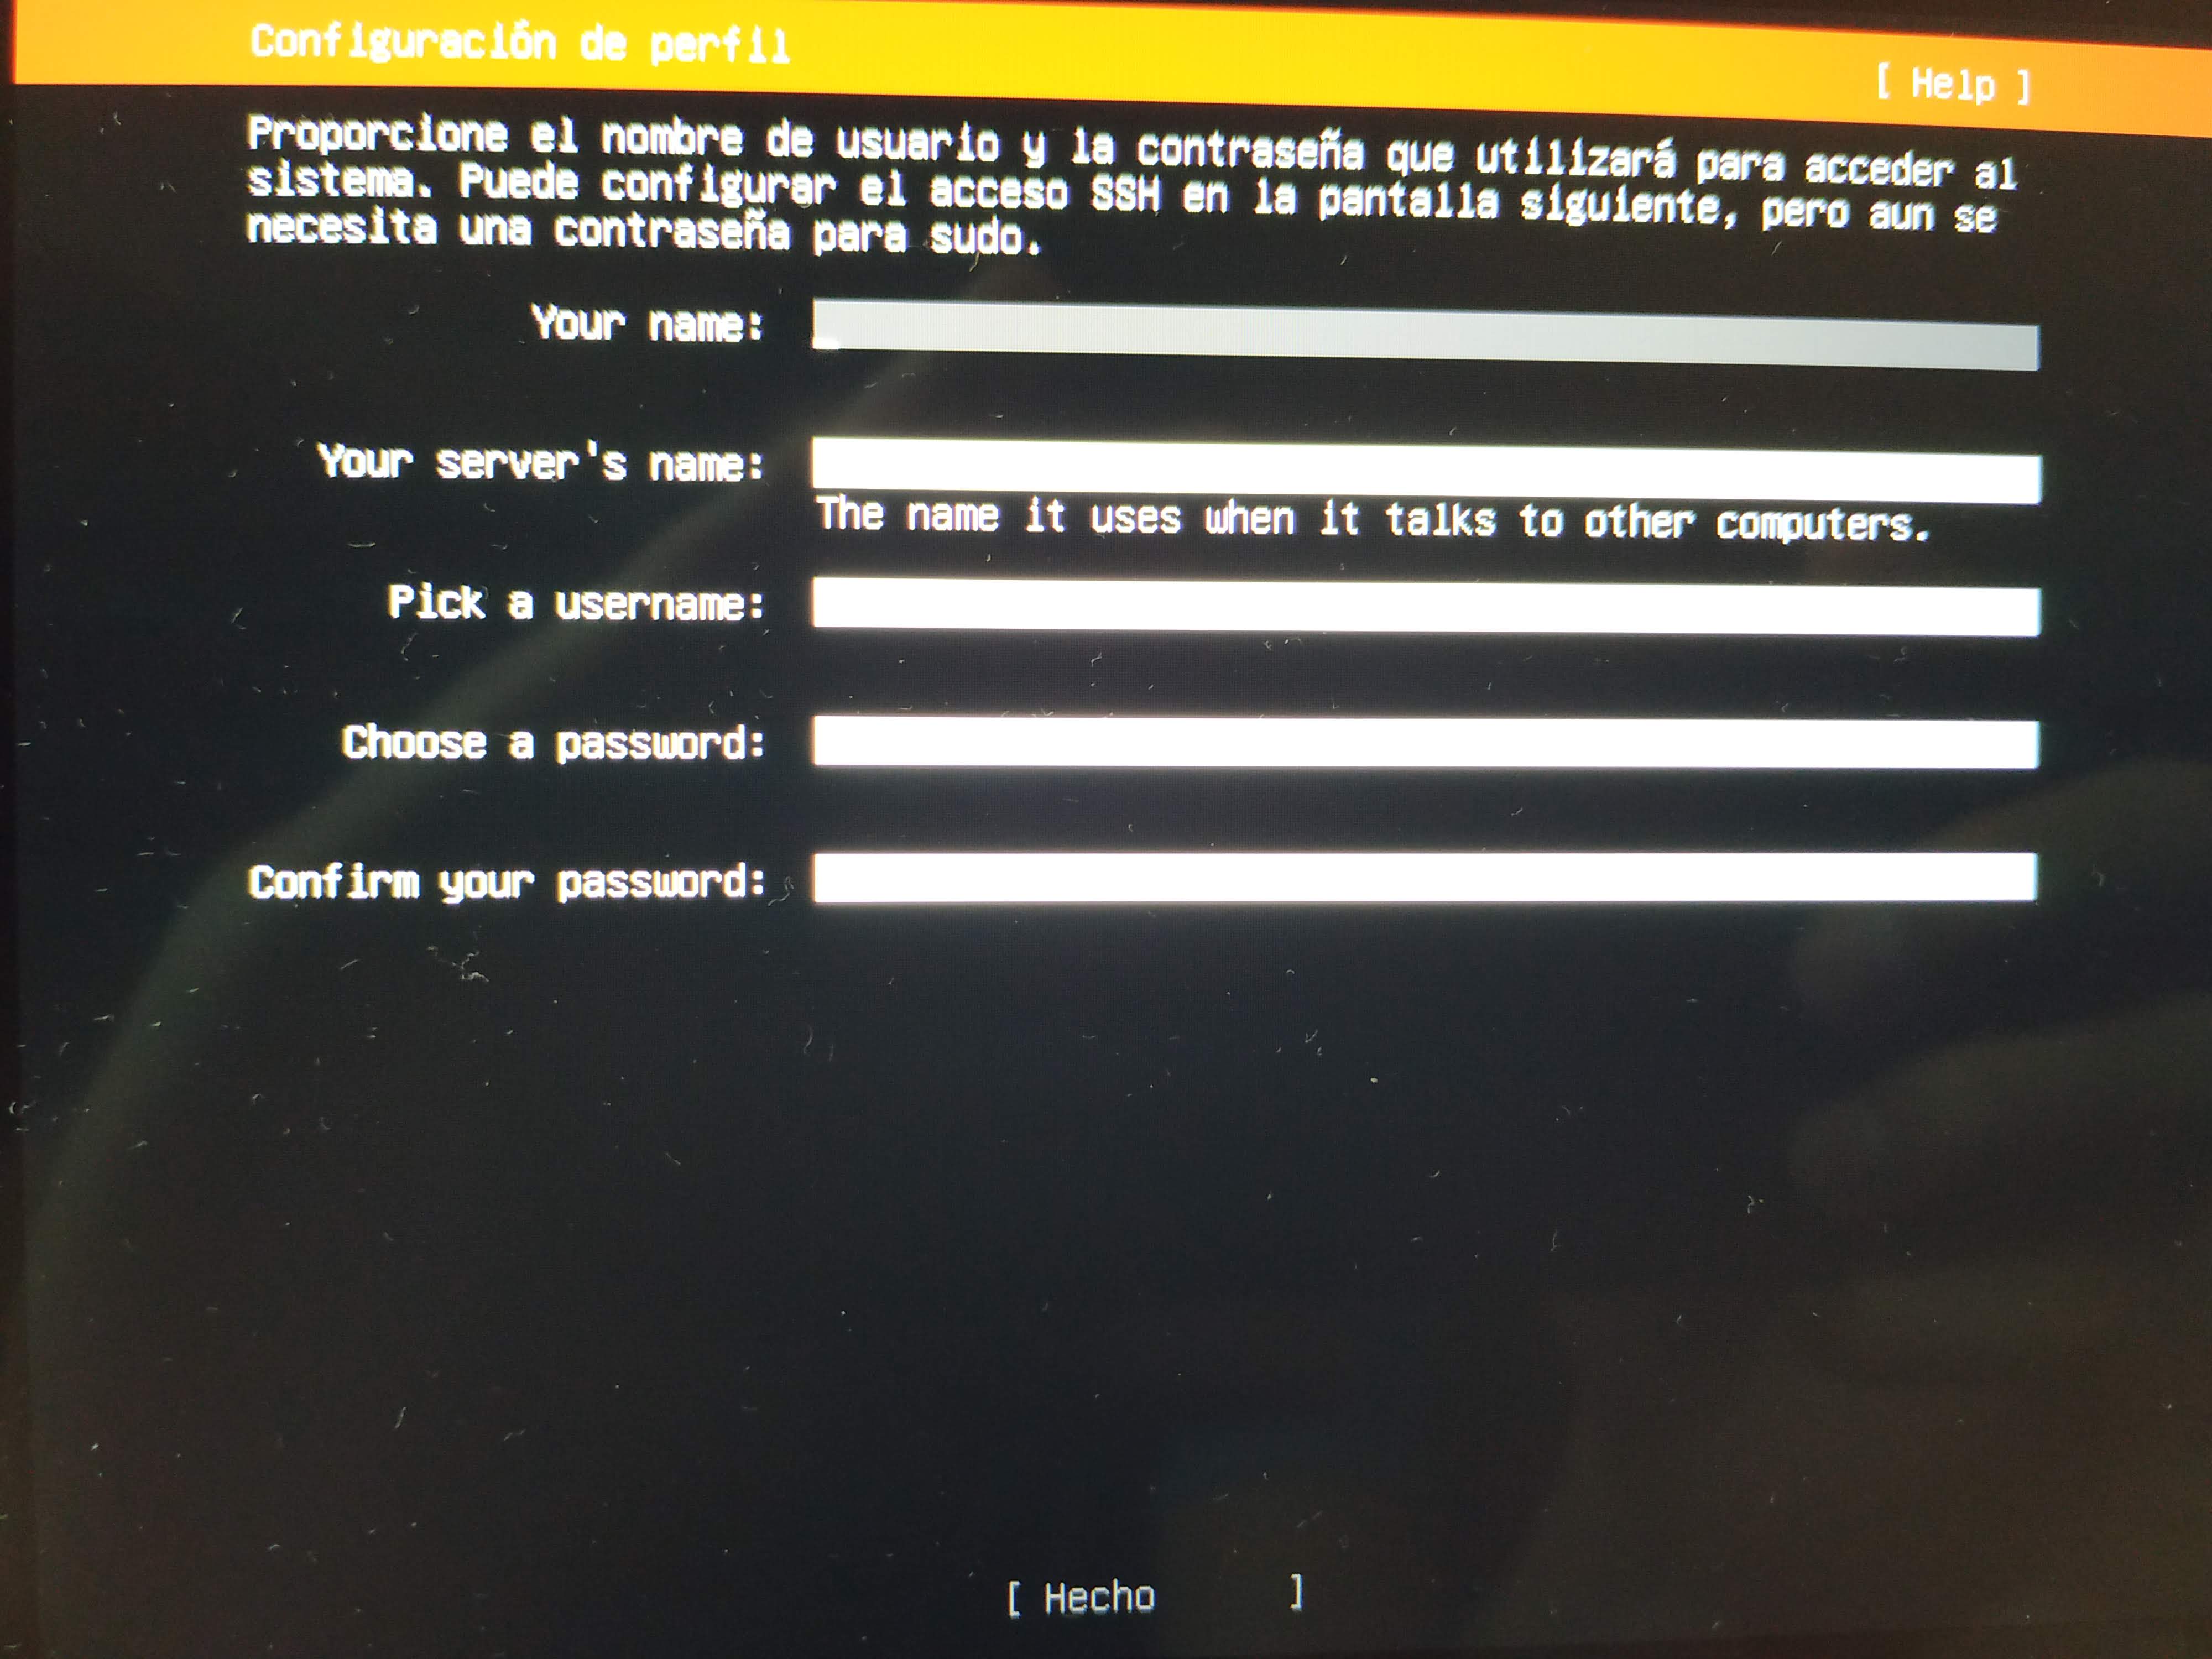 Configuración de perfil
[ Help ]
Proporcione el nombre de usuario y la contraseña que utilizará para acceder al
sistema. Puede configurar el acceso SSH en la pantalla siguiente, pero aun se
necesita una contraseña para sudo.
Your name:
Your server's name:
The name it uses when it talks to other computers.
Pick a username:
Choose a password:
Confirm your password:
[ Hecho ]